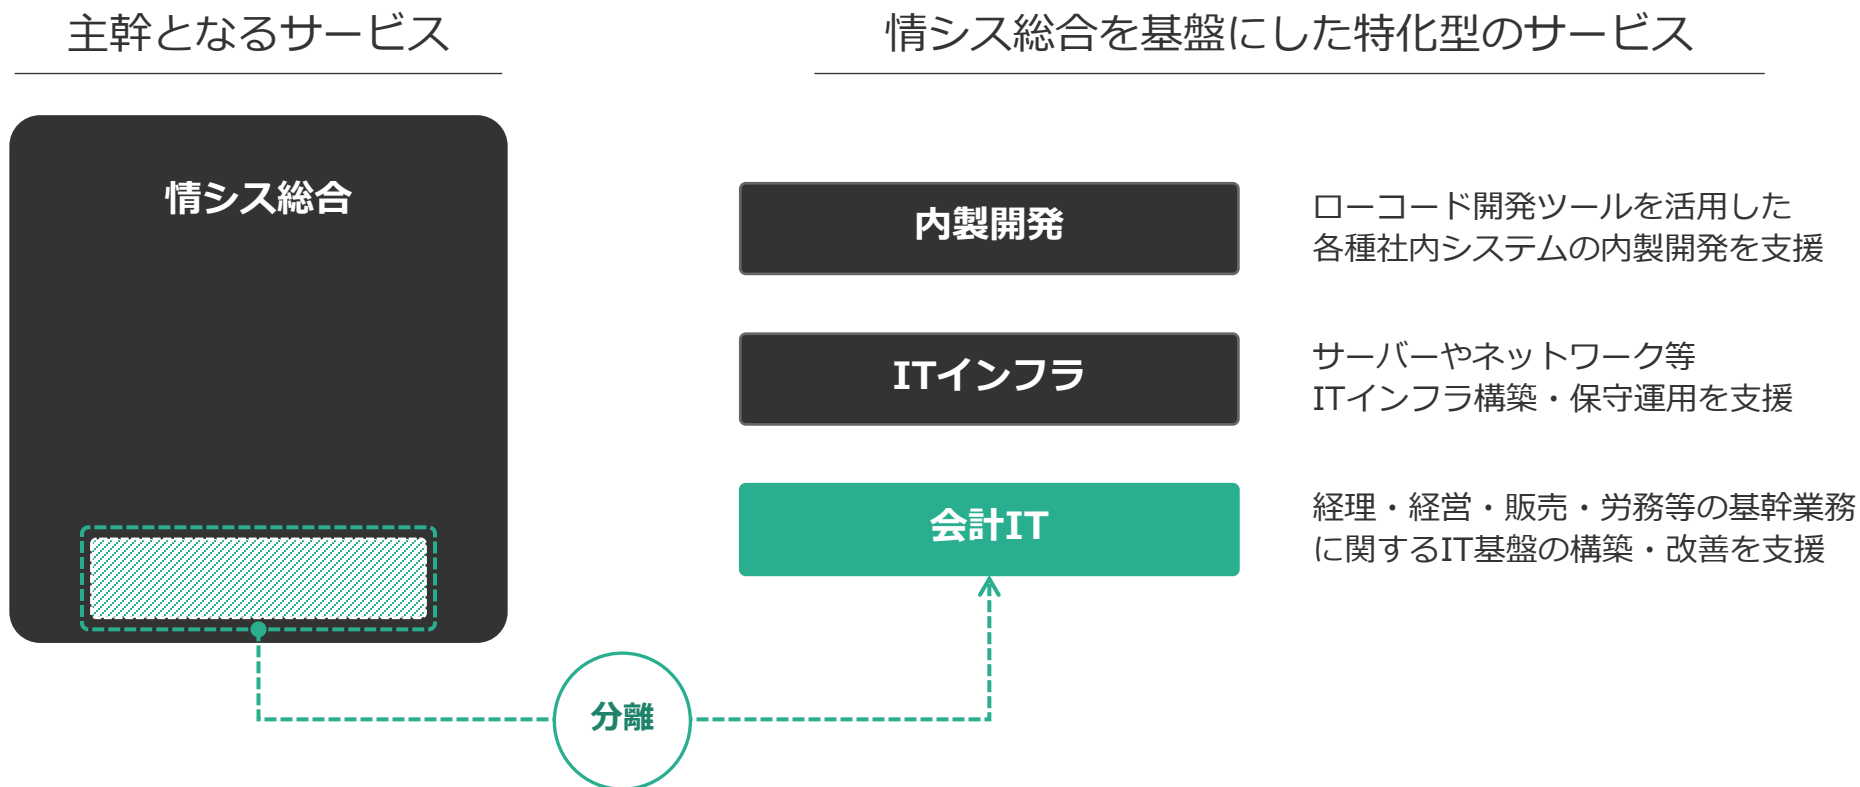 主幹となるサービス
情シス総合を基盤にした特化型のサービス
情シス総合
内製開発
ローコード開発ツールを活用した
各種社内システムの内製開発を支援
ITインフラ
サーバーやネットワーク等
ITインフラ構築・保守運用を支援
会計IT
経理・経営・販売・労務等の基幹業務
に関するIT基盤の構築・改善を支援
分離